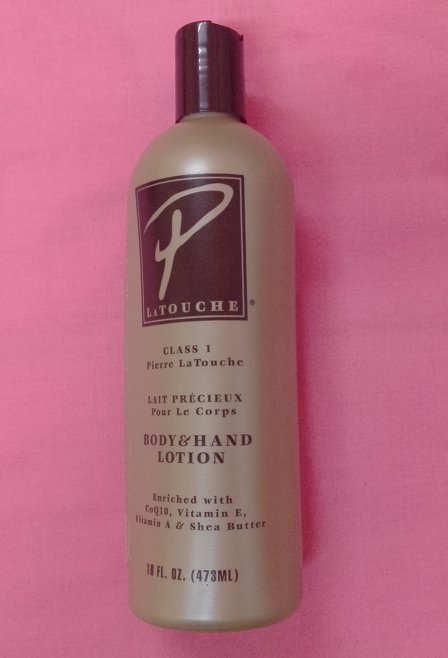 P
LATOUCHE ®
CLASS 1
Pierre LaTouche
LAIT PRÉCIEUX
Pour Le Corps
BODY&HAND
LOTION
Enriched with
CoQ10, Vitamin E,
Vitamin A & Shea Butter
16 FL. OZ. (473ML)